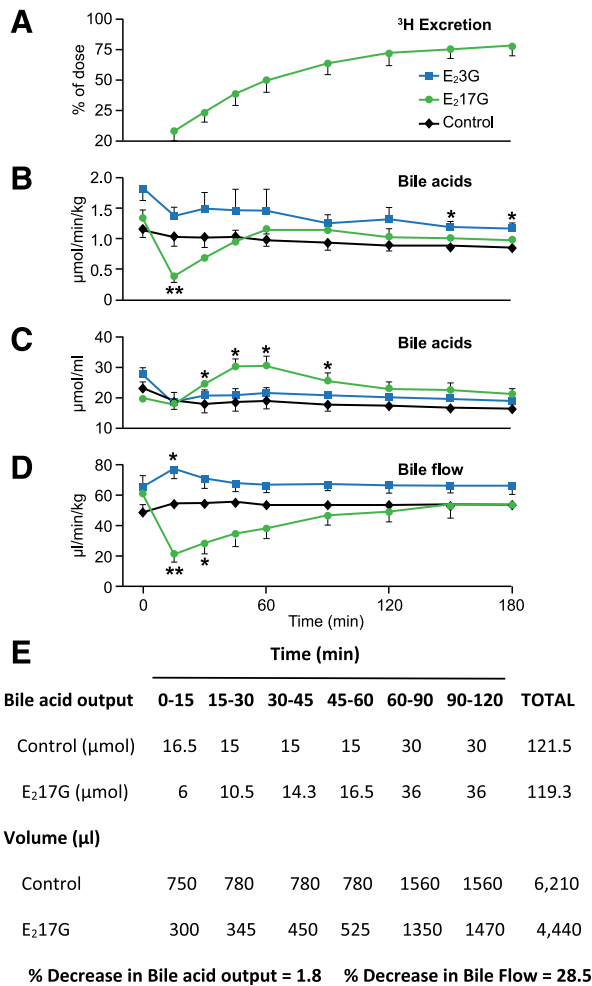 A
³H Excretion
% of dose
100
75
50
20
E₂3G
E₂17G
Control
B
Bile acids
μmol/min/kg
2.0
1.5
1.0
0.5
0
**
*
*
C
Bile acids
μmol/ml
40
30
20
10
*
*
*
*
D
Bile flow
μl/min/kg
80
60
40
20
0
*
**
*
0 60 120 180
Time (min)
E
Time (min)
Bile acid output 0-15 15-30 30-45 45-60 60-90 90-120 TOTAL
Control (μmol) 16.5 15 15 15 30 30 121.5
E₂17G (μmol) 6 10.5 14.3 16.5 36 36 119.3
Volume (μl)
Control 750 780 780 780 1560 1560 6,210
E₂17G 300 345 450 525 1350 1470 4,440
% Decrease in Bile acid output = 1.8 % Decrease in Bile Flow = 28.5